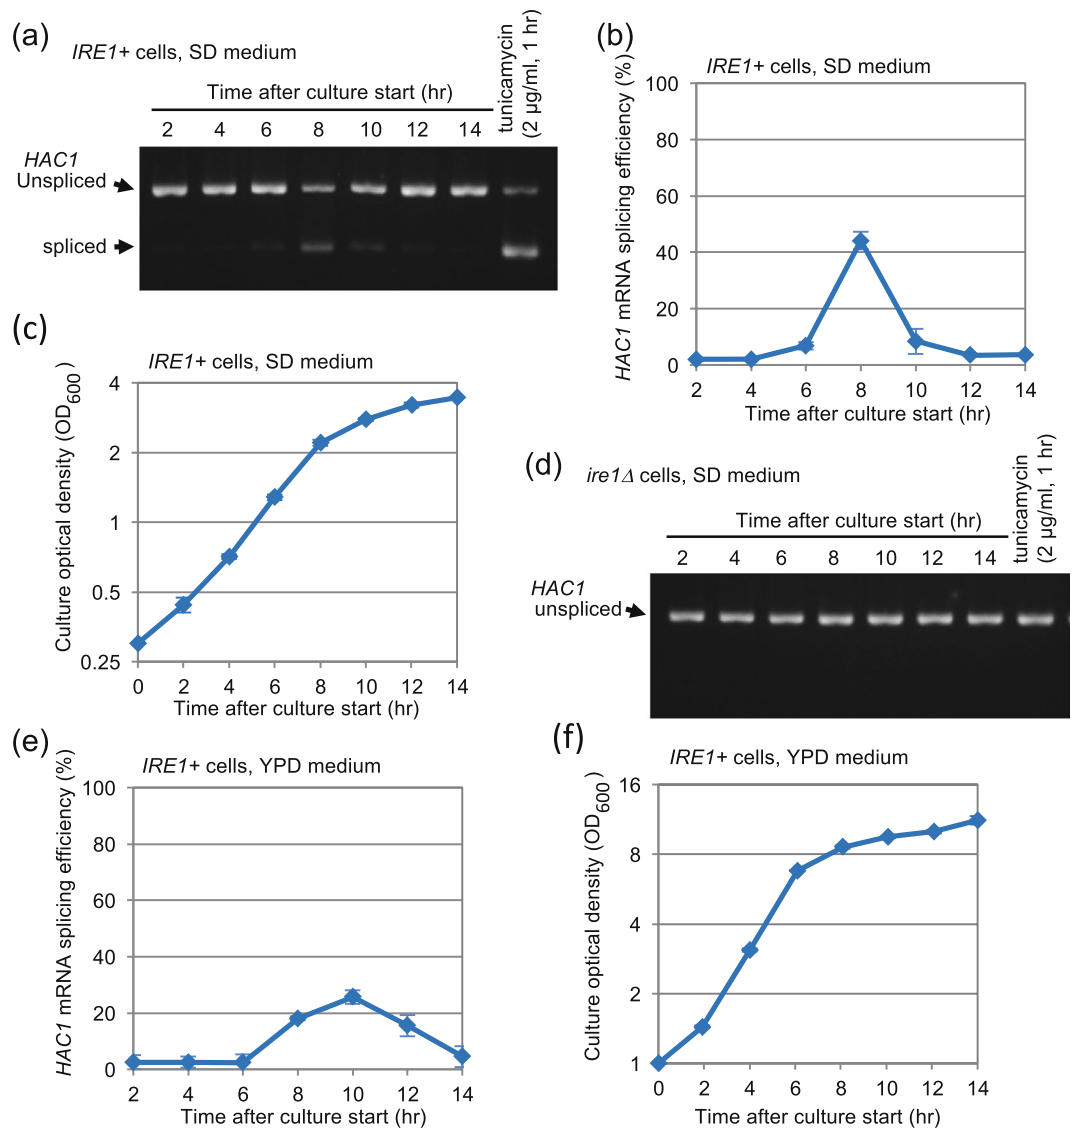 (a)
IRE1+ cells, SD medium
Time after culture start (hr)
tunicamycin
(2 µg/ml, 1 hr)
2 4 6 8 10 12 14
HAC1
Unspliced
spliced
(b)
IRE1+ cells, SD medium
HAC1 mRNA splicing efficiency (%)
100
80
60
40
20
0
2 4 6 8 10 12 14
Time after culture start (hr)
(c)
IRE1+ cells, SD medium
Culture optical density (OD600)
4
2
1
0.5
0.25
0 2 4 6 8 10 12 14
Time after culture start (hr)
(d)
ire1Δ cells, SD medium
Time after culture start (hr)
tunicamycin
(2 µg/ml, 1 hr)
2 4 6 8 10 12 14
HAC1
unspliced
(e)
IRE1+ cells, YPD medium
HAC1 mRNA splicing efficiency (%)
100
80
60
40
20
0
2 4 6 8 10 12 14
Time after culture start (hr)
(f)
IRE1+ cells, YPD medium
Culture optical density (OD600)
16
8
4
2
1
0 2 4 6 8 10 12 14
Time after culture start (hr)